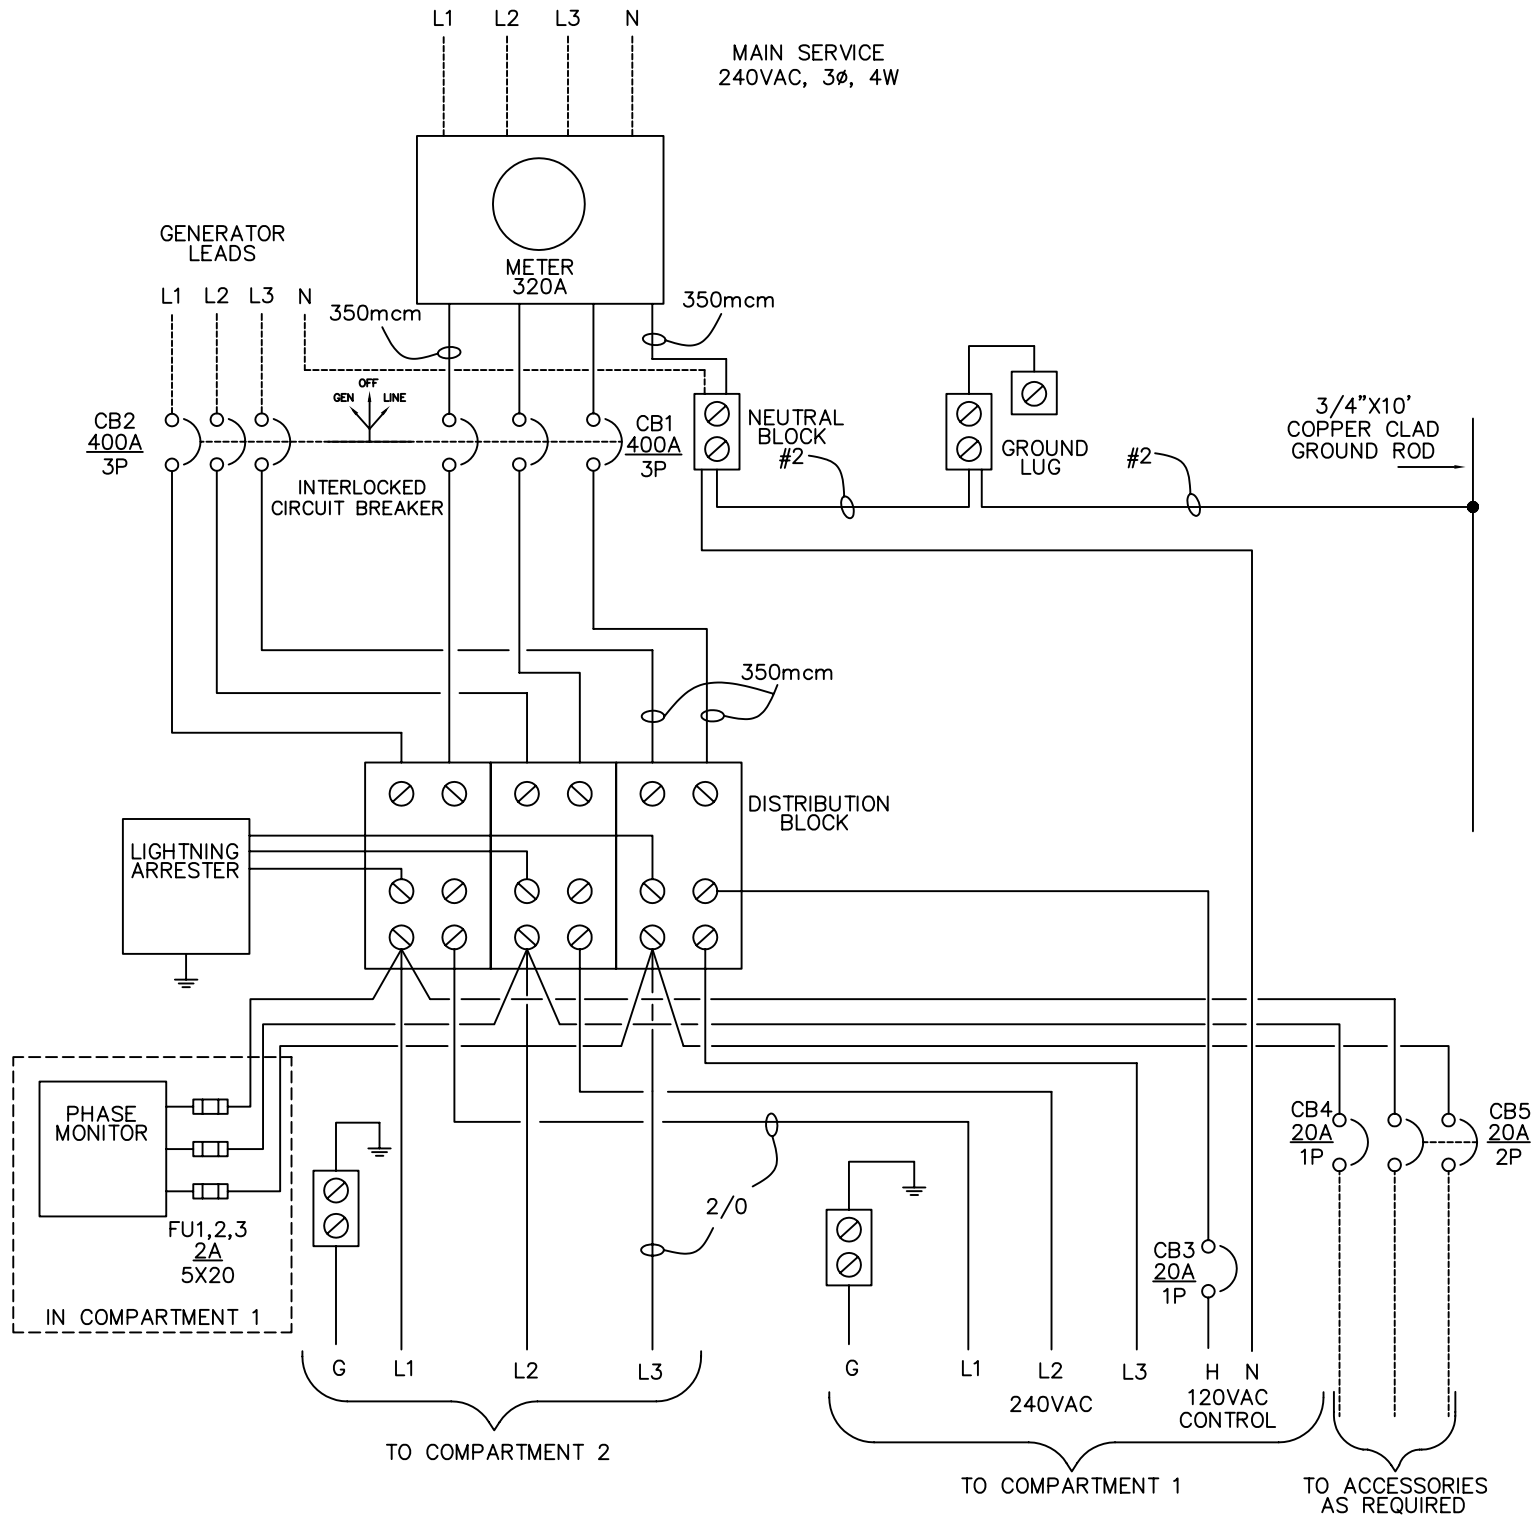 L1 L2 L3 N
MAIN SERVICE
240VAC, 3ø, 4W
METER
320A
GENERATOR
LEADS
L1 L2 L3 N
350mcm
350mcm
OFF
GEN LINE
CB2
400A
3P
CB1
400A
3P
INTERLOCKED
CIRCUIT BREAKER
NEUTRAL
BLOCK
#2
GROUND
LUG
#2
3/4"X10'
COPPER CLAD
GROUND ROD
350mcm
DISTRIBUTION
BLOCK
LIGHTNING
ARRESTER
PHASE
MONITOR
FU1,2,3
2A
5X20
IN COMPARTMENT 1
2/0
CB4
20A
1P
CB5
20A
2P
CB3
20A
1P
G L1 L2 L3
TO COMPARTMENT 2
G L1 L2 L3 H N
240VAC
120VAC
CONTROL
TO COMPARTMENT 1
TO ACCESSORIES
AS REQUIRED